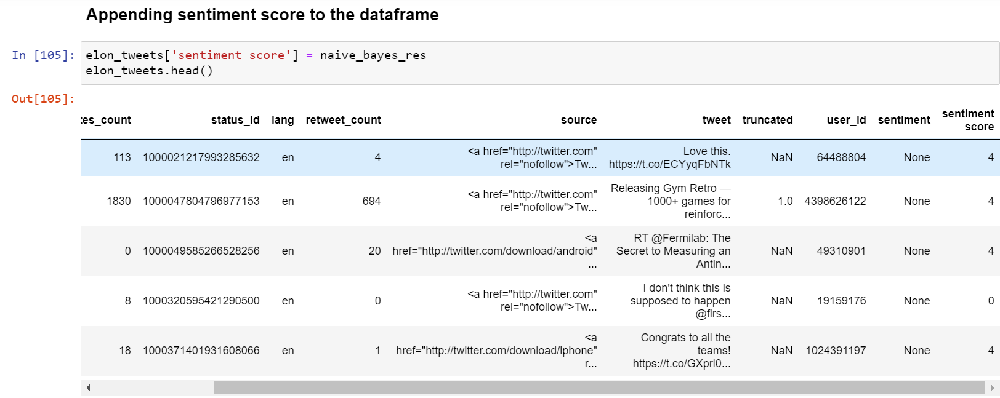 Appending sentiment score to the dataframe
In [105]: elon_tweets['sentiment score'] = naive_bayes_res
elon_tweets.head()
Out[105]:
tes_count status_id lang retweet_count source tweet truncated user_id sentiment sentiment score
113 1000021217993285632 en 4 <a href="http://twitter.com" rel="nofollow">Tw... Love this. https://t.co/ECYyqFbNTk NaN 64488804 None 4
1830 1000047804796977153 en 694 <a href="http://twitter.com" rel="nofollow">Tw... Releasing Gym Retro — 1000+ games for reinforc... 1.0 4398626122 None 4
0 1000049585266528256 en 20 <a href="http://twitter.com/download/android" ... RT @Fermilab: The Secret to Measuring an Antin... NaN 49310901 None 4
8 1000320595421290500 en 0 <a href="http://twitter.com" rel="nofollow">Tw... I don't think this is supposed to happen @firs... NaN 19159176 None 0
18 1000371401931608066 en 1 <a href="http://twitter.com/download/iphone" r... Congrats to all the teams! https://t.co/GXprl0... NaN 1024391197 None 4